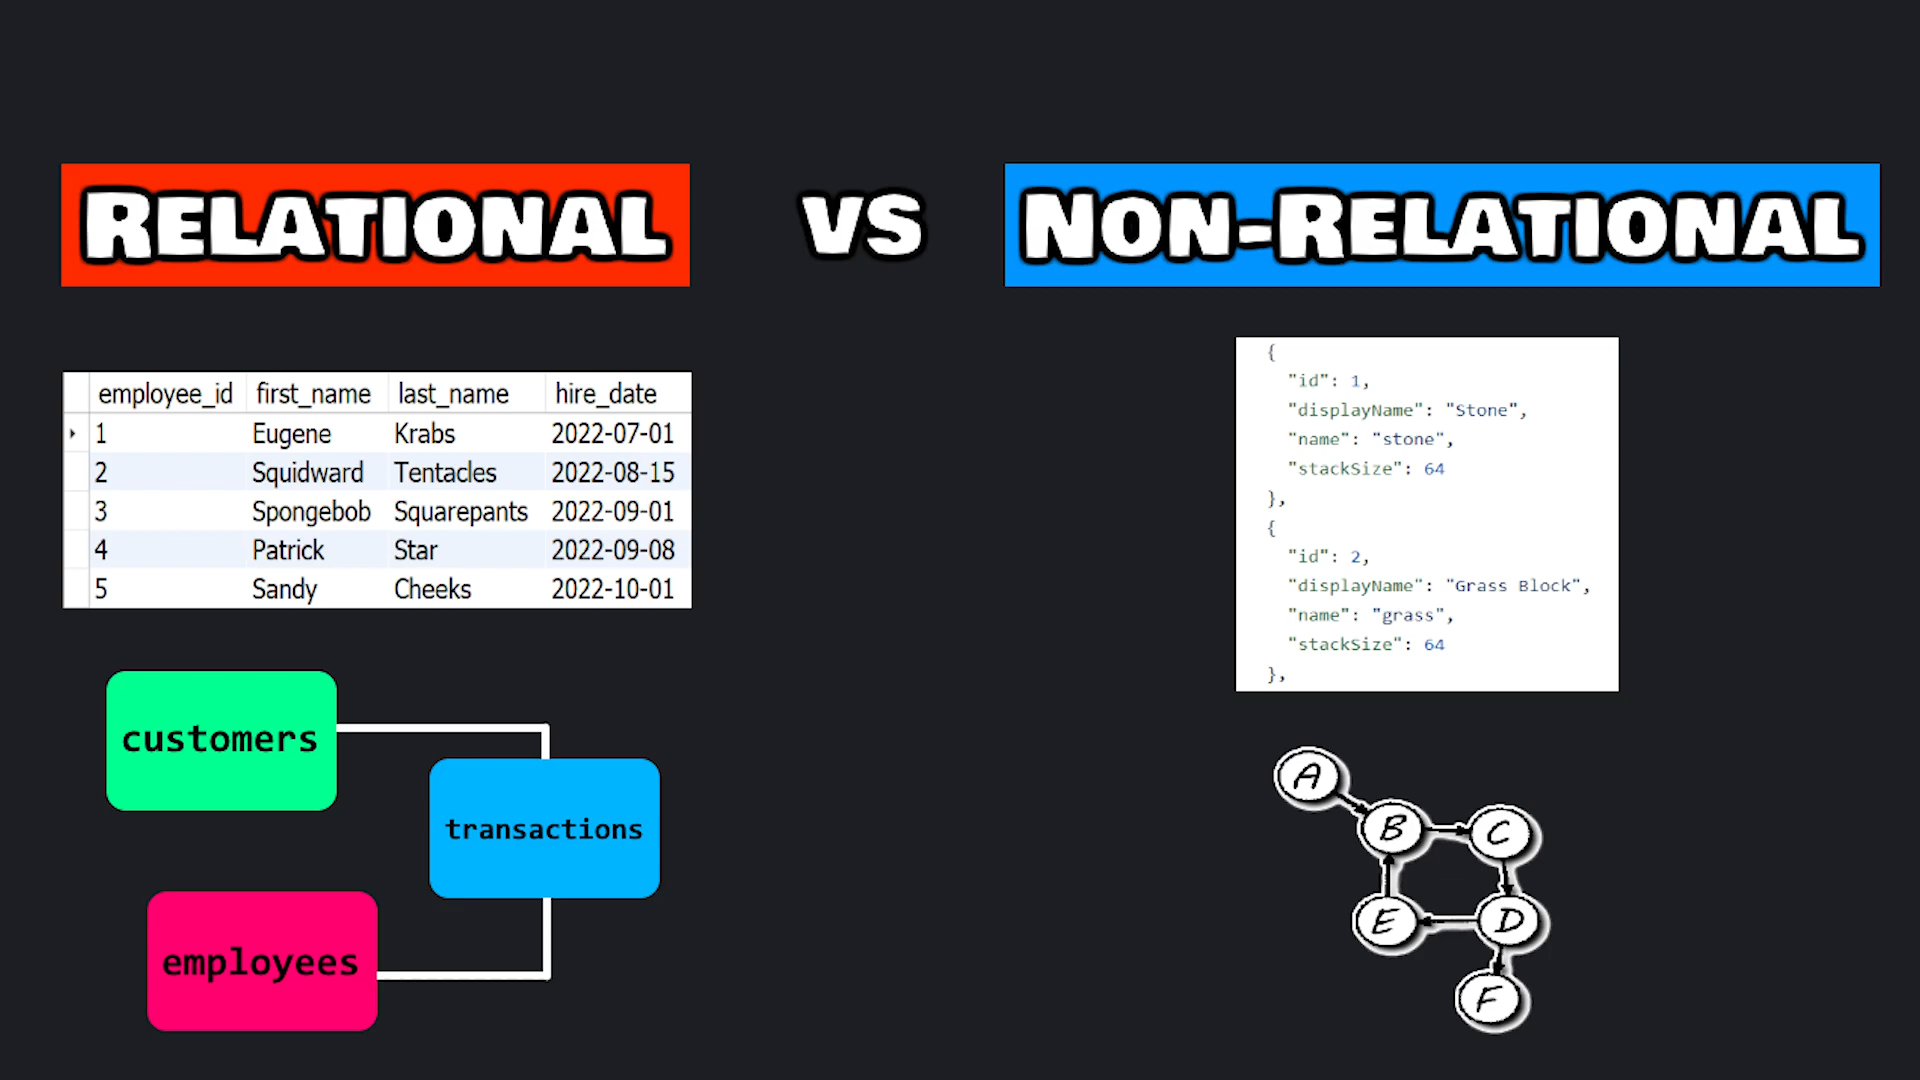 RELATIONAL VS NON-RELATIONAL
employee_id first_name last_name hire_date
1 Eugene Krabs 2022-07-01
2 Squidward Tentacles 2022-08-15
3 Spongebob Squarepants 2022-09-01
4 Patrick Star 2022-09-08
5 Sandy Cheeks 2022-10-01
customers
transactions
employees
{
"id": 1,
"displayName": "Stone",
"name": "stone",
"stackSize": 64
},
{
"id": 2,
"displayName": "Grass Block",
"name": "grass",
"stackSize": 64
},
A
B C
E D
F